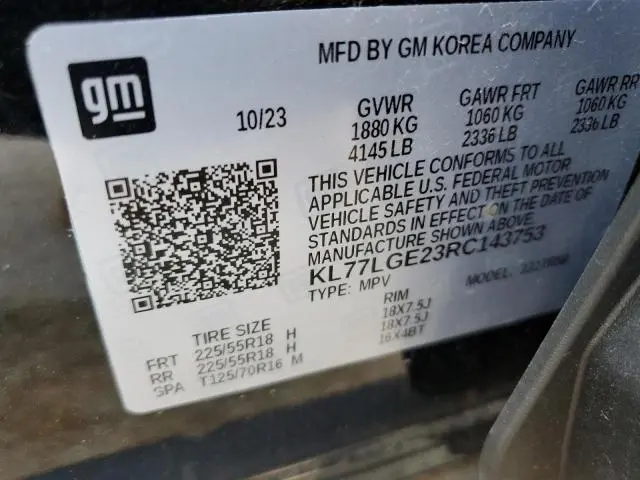 gm
MFD BY GM KOREA COMPANY
10/23
GVWR
1880 KG
4145 LB
GAWR FRT
1060 KG
2336 LB
GAWR RR
1060 KG
2336 LB
THIS VEHICLE CONFORMS TO ALL
APPLICABLE U.S. FEDERAL MOTOR
VEHICLE SAFETY AND THEFT PREVENTION
STANDARDS IN EFFECT ON THE DATE OF
MANUFACTURE SHOWN ABOVE.
KL77LGE23RC143753
TYPE: MPV
MODEL:
TIRE SIZE
RIM
FRT 225/55R18 H 18X7.5J
RR 225/55R18 H 18X7.5J
SPA T125/70R16 M 16X4BT